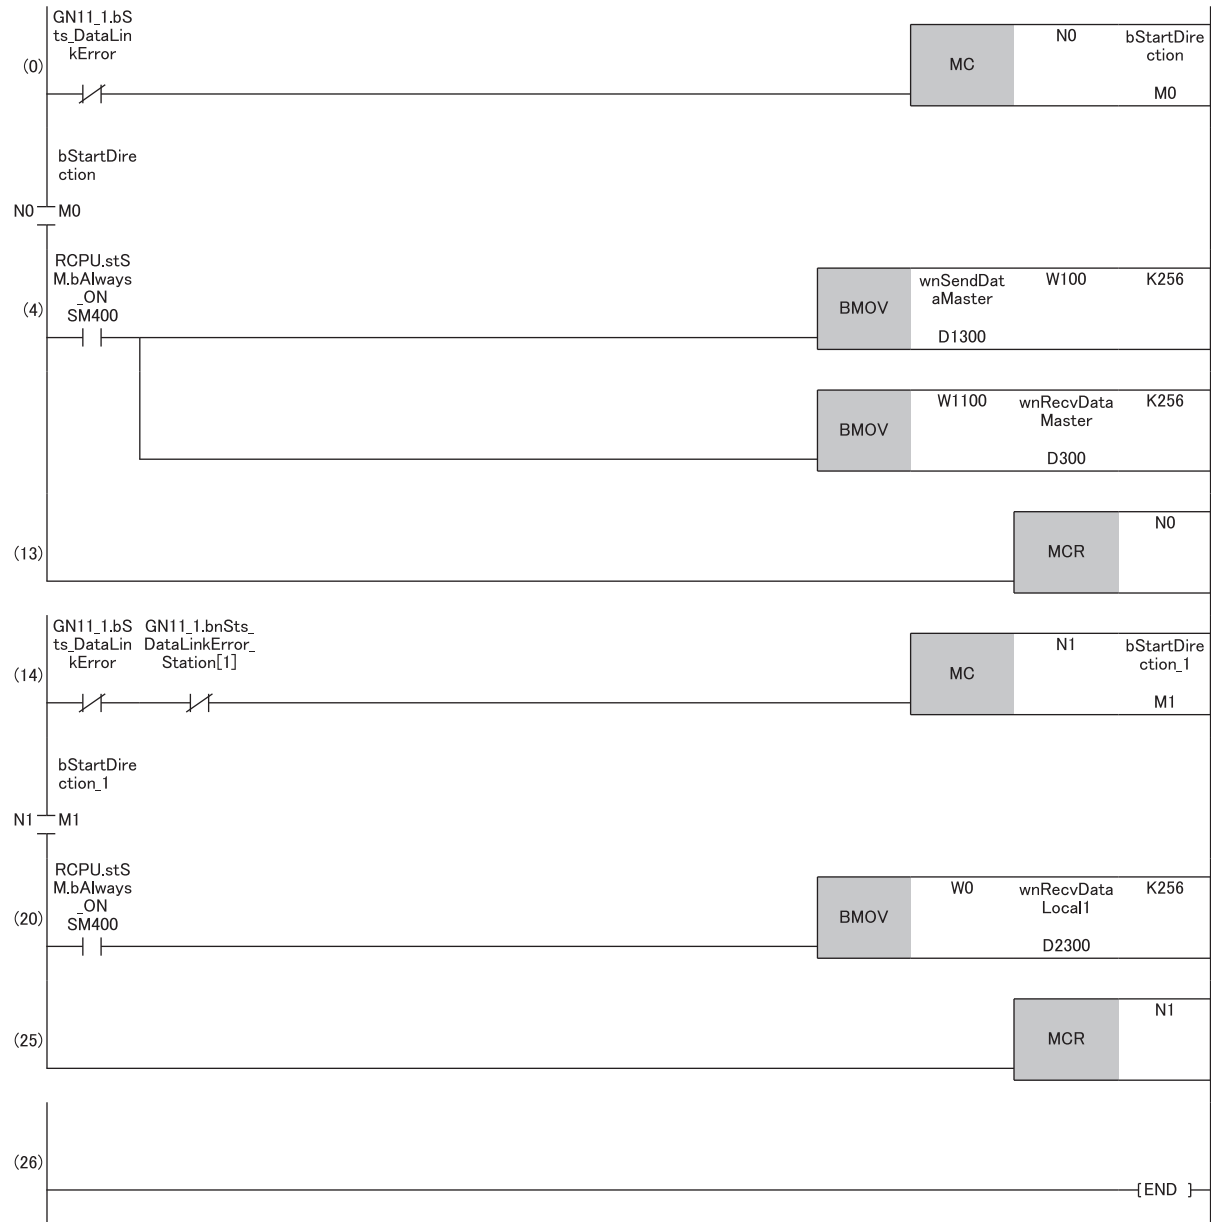 GN11_1.bS
ts_DataLin
kError
(0)
MC
N0
bStartDire
ction
M0
bStartDire
ction
N0
M0
RCPU.stS
M.bAlways
_ON
SM400
(4)
BMOV
wnSendDat
aMaster
D1300
W100
K256
BMOV
W1100
wnRecvData
Master
D300
K256
(13)
MCR
N0
GN11_1.bS
ts_DataLin
kError
GN11_1.bnSts_
DataLinkError_
Station[1]
(14)
MC
N1
bStartDire
ction_1
M1
bStartDire
ction_1
N1
M1
RCPU.stS
M.bAlways
_ON
SM400
(20)
BMOV
W0
wnRecvData
Local1
D2300
K256
(25)
MCR
N1
(26)
[END ]